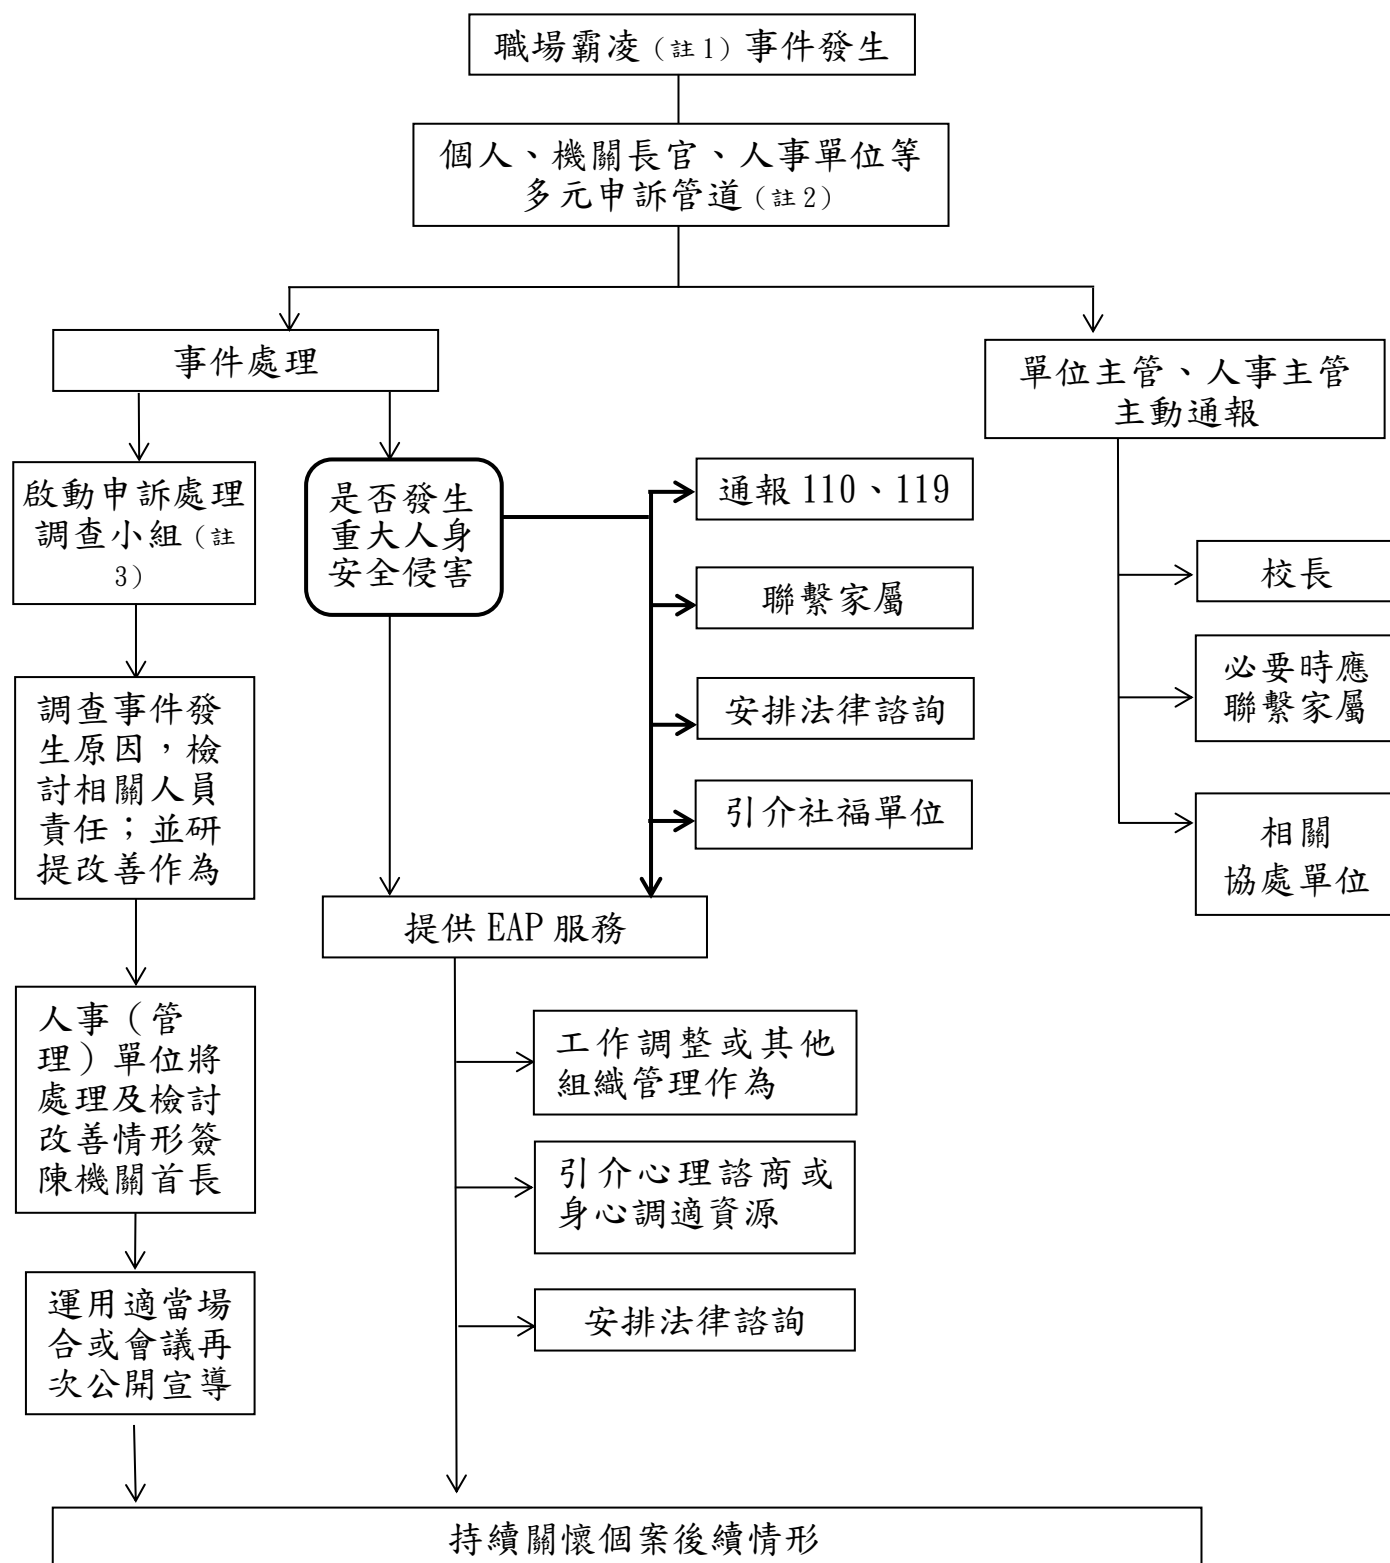 職場霸凌（註1）事件發生
個人、機關長官、人事單位等
多元申訴管道（註2）
事件處理
單位主管、人事主管
主動通報
啟動申訴處理
調查小組（註
3）
是否發生
重大人身
安全侵害
通報 110、119
聯繫家屬
安排法律諮詢
引介社福單位
校長
必要時應
聯繫家屬
相關
協處單位
調查事件發
生原因，檢
討相關人員
責任；並研
提改善作為
提供 EAP 服務
人事（管
理）單位將
處理及檢討
改善情形簽
陳機關首長
工作調整或其他
組織管理作為
引介心理諮商或
身心調適資源
安排法律諮詢
運用適當場
合或會議再
次公開宣導
持續關懷個案後續情形